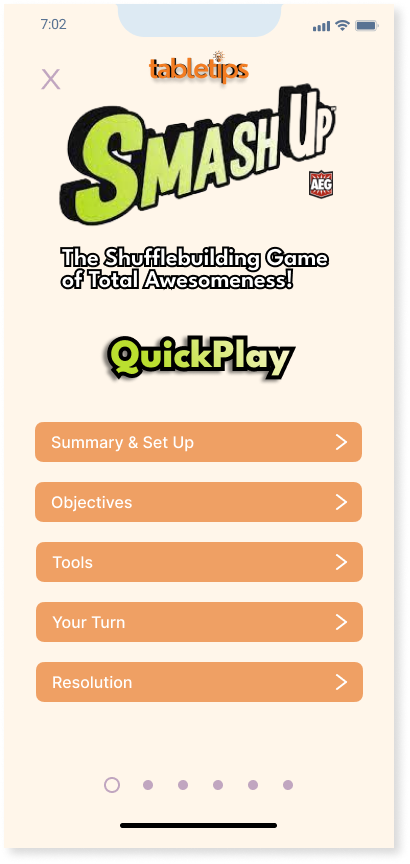 7:02
X
tabletips
SMASH UP
AEG
The Shufflebuilding Game
of Total Awesomeness!
QuickPlay
Summary & Set Up
Objectives
Tools
Your Turn
Resolution